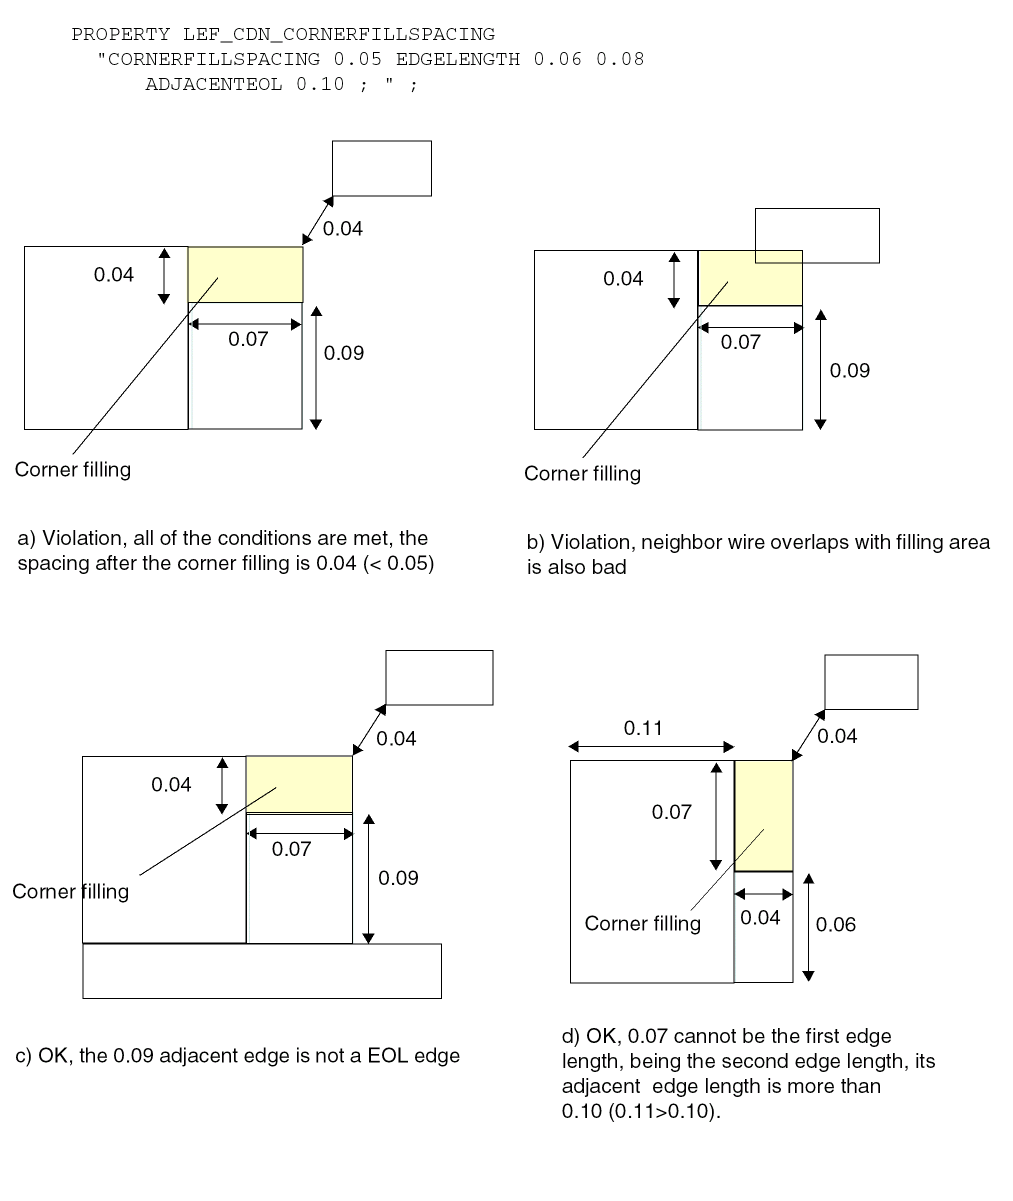 PROPERTY LEF_CDN_CORNERFILLSPACING
"CORNERFILLSPACING 0.05 EDGELENGTH 0.06 0.08
ADJACENTEOL 0.10 ; " ;
0.04
0.04
0.07
0.09
Corner filling
a) Violation, all of the conditions are met, the
spacing after the corner filling is 0.04 (< 0.05)
0.04
0.07
0.09
Corner filling
b) Violation, neighbor wire overlaps with filling area
is also bad
0.04
0.04
0.07
0.09
Corner filling
c) OK, the 0.09 adjacent edge is not a EOL edge
0.11
0.04
0.07
0.04
0.06
Corner filling
d) OK, 0.07 cannot be the first edge
length, being the second edge length, its
adjacent edge length is more than
0.10 (0.11>0.10).